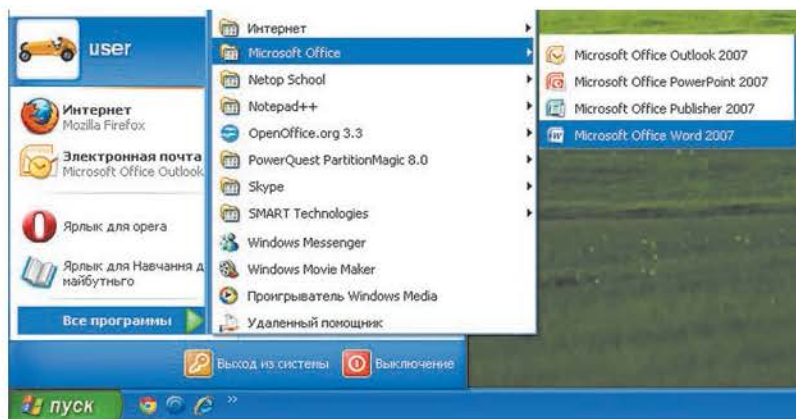 user
Интернет
Mozilla Firefox
Электронная почта
Microsoft Office Outlook
Ярлык для opera
Ярлык для Навчання д
майбутнього
Все программы
Интернет
Microsoft Office
Netop School
Notepad++
OpenOffice.org 3.3
PowerQuest PartitionMagic 8.0
Skype
SMART Technologies
Windows Messenger
Windows Movie Maker
Проигрыватель Windows Media
Удаленный помощник
Microsoft Office Outlook 2007
Microsoft Office PowerPoint 2007
Microsoft Office Publisher 2007
Microsoft Office Word 2007
Выход из системы
Выключение
пуск